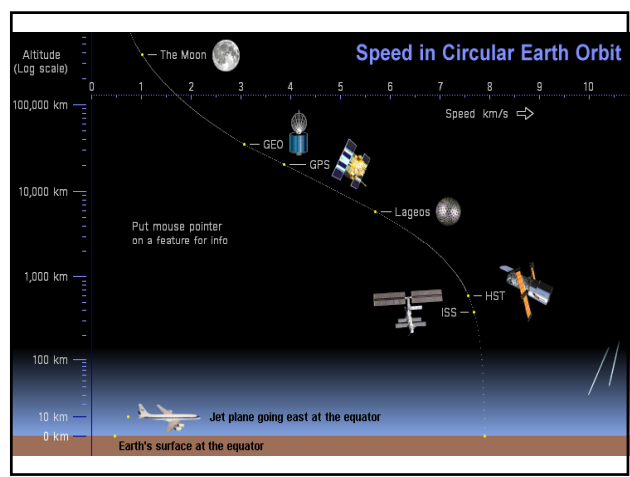 Speed in Circular Earth Orbit
Altitude
(Log scale)
The Moon
0 1 2 3 4 5 6 7 8 9 10
100,000 km
Speed km/s
GEO
GPS
10,000 km
Lageos
Put mouse pointer
on a feature for info
1,000 km
HST
ISS
100 km
10 km
Jet plane going east at the equator
0 km
Earth's surface at the equator